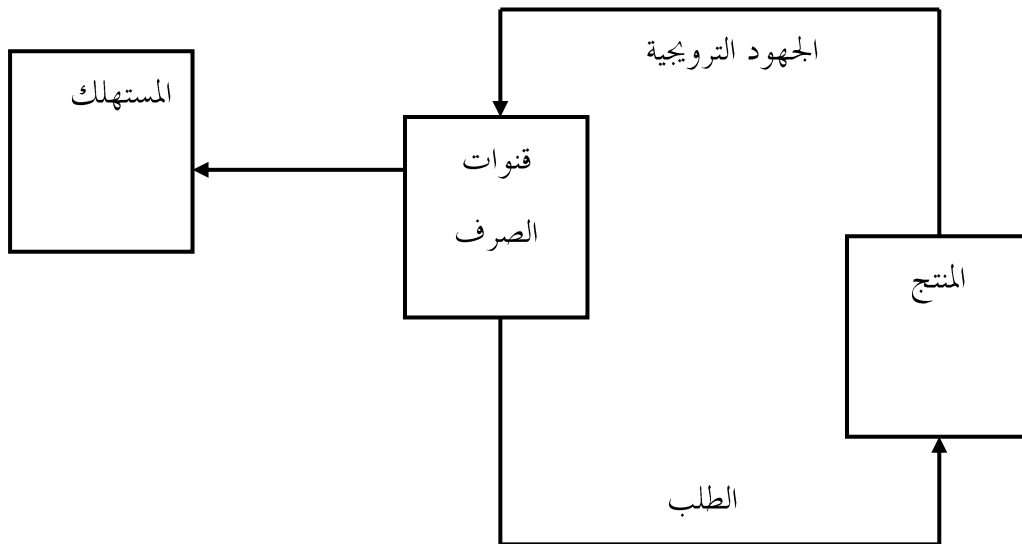 الجهود الترويجية
المستهلك
قنوات
الصرف
المنتج
الطلب